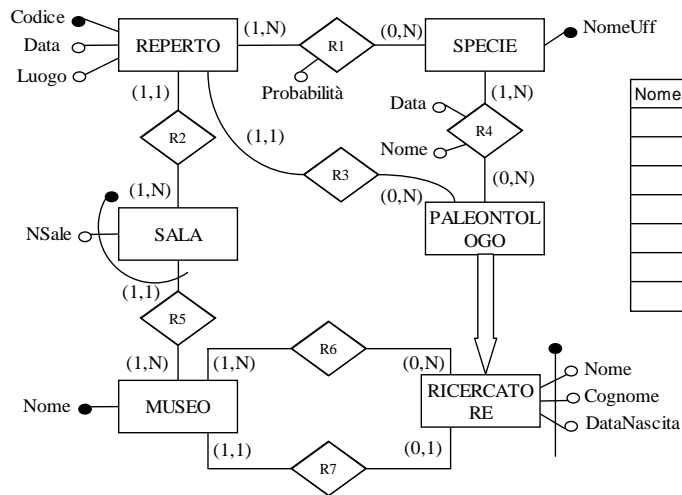 Codice
Data
Luogo
REPERTO
(1,N)
R1
(0,N)
SPECIE
NomeUff
Probabilità
Nome
(1,1)
(1,N)
Data
R2
(1,1)
R4
Nome
R3
(1,N)
(0,N)
(0,N)
NSale
SALA
PALEONTOL
OGO
(1,1)
R5
R6
(1,N)
(1,N)
(0,N)
Nome
Nome
MUSEO
RICERCATO
RE
Cognome
DataNascita
(1,1)
(0,1)
R7